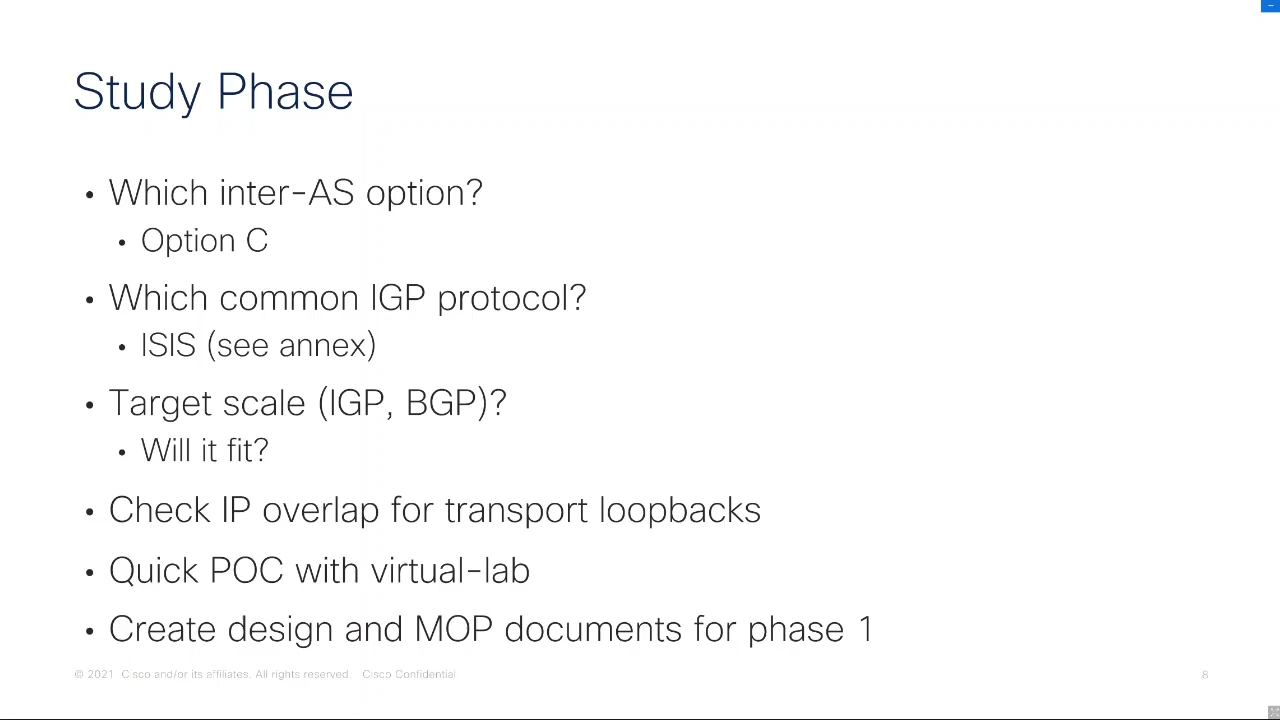 Study Phase
• Which inter-AS option?
• Option C
• Which common IGP protocol?
• ISIS (see annex)
• Target scale (IGP, BGP)?
• Will it fit?
• Check IP overlap for transport loopbacks
• Quick POC with virtual-lab
• Create design and MOP documents for phase 1
© 2021 Cisco and/or its affiliates. All rights reserved. Cisco Confidential
8